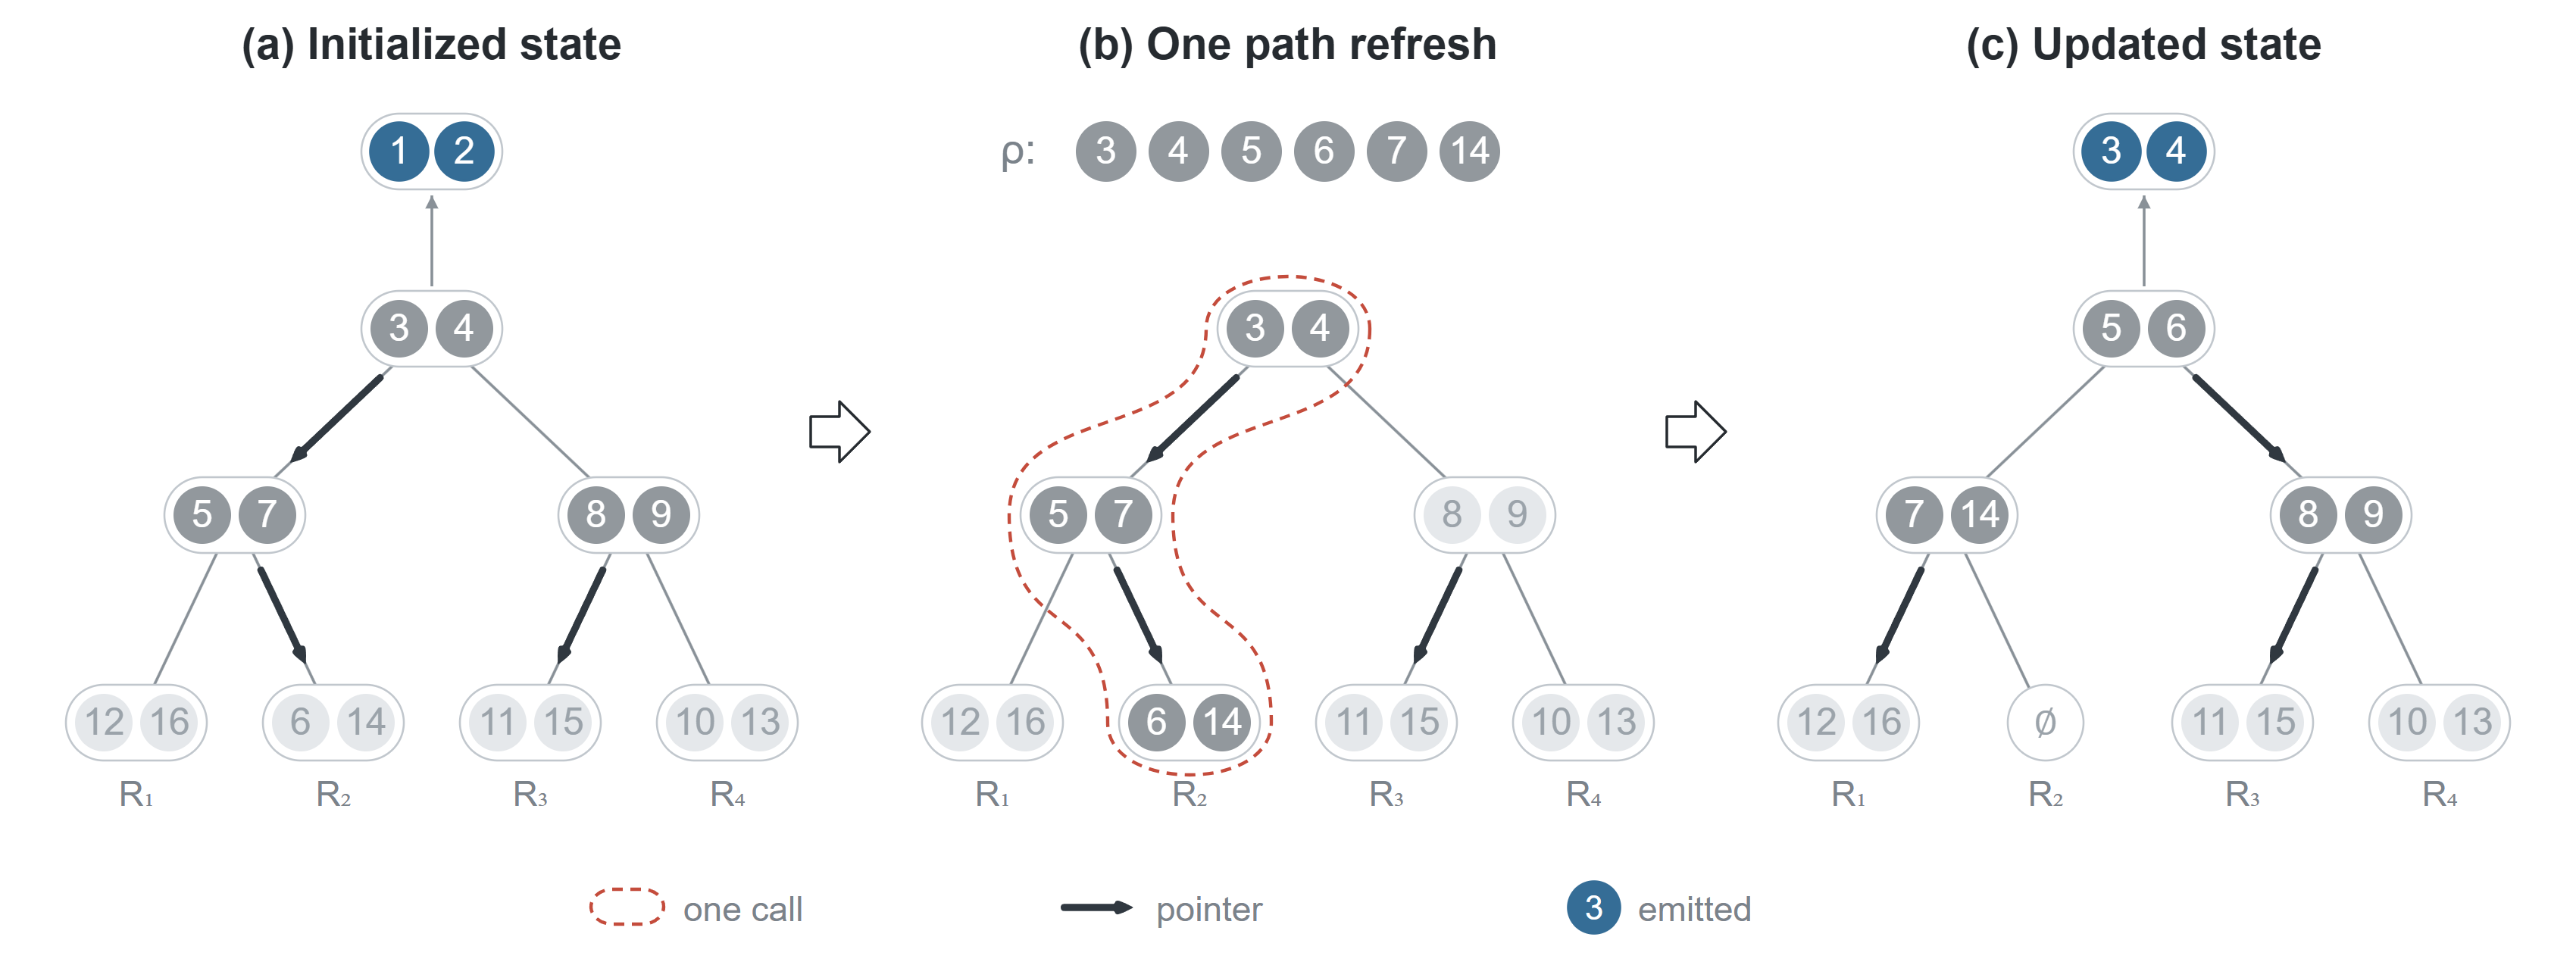 (a) Initialized state
(b) One path refresh
(c) Updated state
1 2
ρ: 3 4 5 6 7 14
3 4
3 4
3 4
5 6
5 7
8 9
5 7
8 9
7 14
8 9
12 16
6 14
11 15
10 13
12 16
6 14
11 15
10 13
12 16
Ø
11 15
10 13
R₁
R₂
R₃
R₄
R₁
R₂
R₃
R₄
R₁
R₂
R₃
R₄
one call
pointer
3 emitted